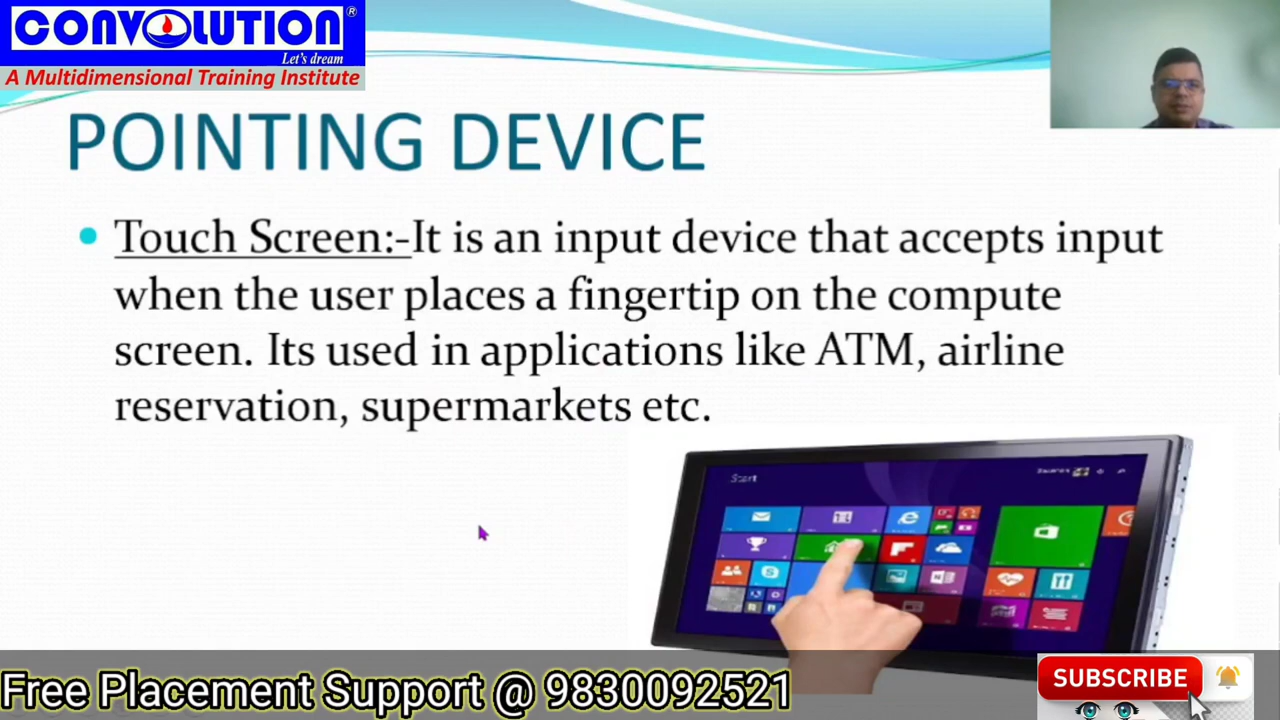 CONVOLUTION®
Let's dream
A Multidimensional Training Institute
POINTING DEVICE
• Touch Screen:-It is an input device that accepts input
when the user places a fingertip on the compute
screen. Its used in applications like ATM, airline
reservation, supermarkets etc.
Start
Free Placement Support @ 9830092521
SUBSCRIBE